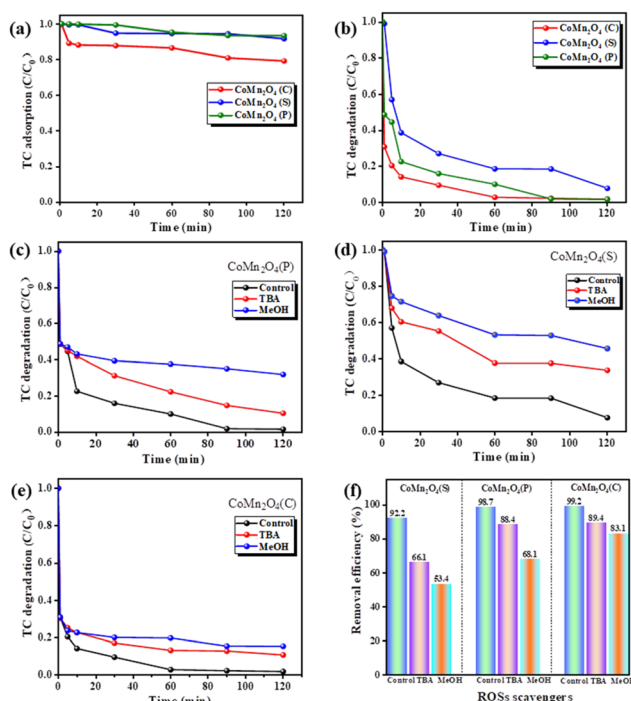 (a)
TC adsorption (C/C0)
1.0
0.8
0.6
0.4
0.2
0.0
CoMn2O4 (C)
CoMn2O4 (S)
CoMn2O4 (P)
0 20 40 60 80 100 120
Time (min)
(b)
TC degradation (C/C0)
1.0
0.8
0.6
0.4
0.2
0.0
CoMn2O4 (C)
CoMn2O4 (S)
CoMn2O4 (P)
0 20 40 60 80 100 120
Time (min)
(c)
CoMn2O4(P)
TC degradation (C/C0)
1.0
0.8
0.6
0.4
0.2
0.0
Control
TBA
MeOH
0 20 40 60 80 100 120
Time (min)
(d)
CoMn2O4(S)
TC degradation (C/C0)
1.0
0.8
0.6
0.4
0.2
0.0
Control
TBA
MeOH
0 20 40 60 80 100 120
Time (min)
(e)
CoMn2O4(C)
TC degradation (C/C0)
1.0
0.8
0.6
0.4
0.2
0.0
Control
TBA
MeOH
0 20 40 60 80 100 120
Time (min)
(f)
CoMn2O4(S) CoMn2O4(P) CoMn2O4(C)
Removal efficiency (%)
100
80
60
40
20
0
92.2 66.1 53.4 98.7 88.4 68.1 99.2 89.4 83.1
Control TBA MeOH Control TBA MeOH Control TBA MeOH
ROSs scavengers